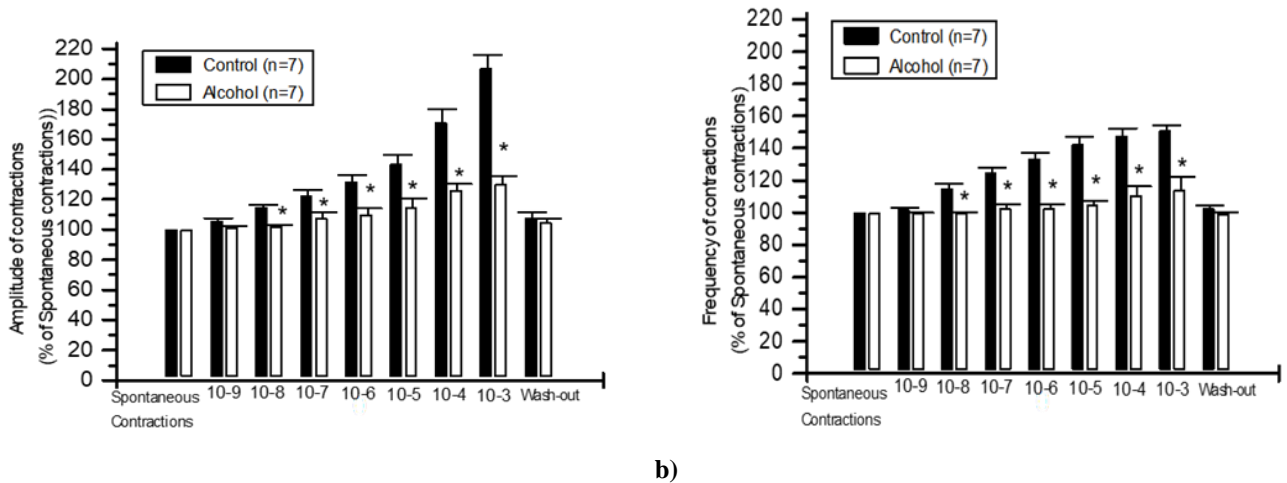 220
200
180
160
140
120
100
80
60
40
20
0
Amplitude of contractions
(% of Spontaneous contractions))
Control (n=7)
Alcohol (n=7)
* * * * * *
Spontaneous
Contractions
10-9 10-8 10-7 10-6 10-5 10-4 10-3 Wash-out
220
200
180
160
140
120
100
80
60
40
20
0
Frequency of contractions
(% of Spontaneous contractions)
Control (n=7)
Alcohol (n=7)
* * * * * *
Spontaneous
Contractions
10-9 10-8 10-7 10-6 10-5 10-4 10-3 Wash-out
b)